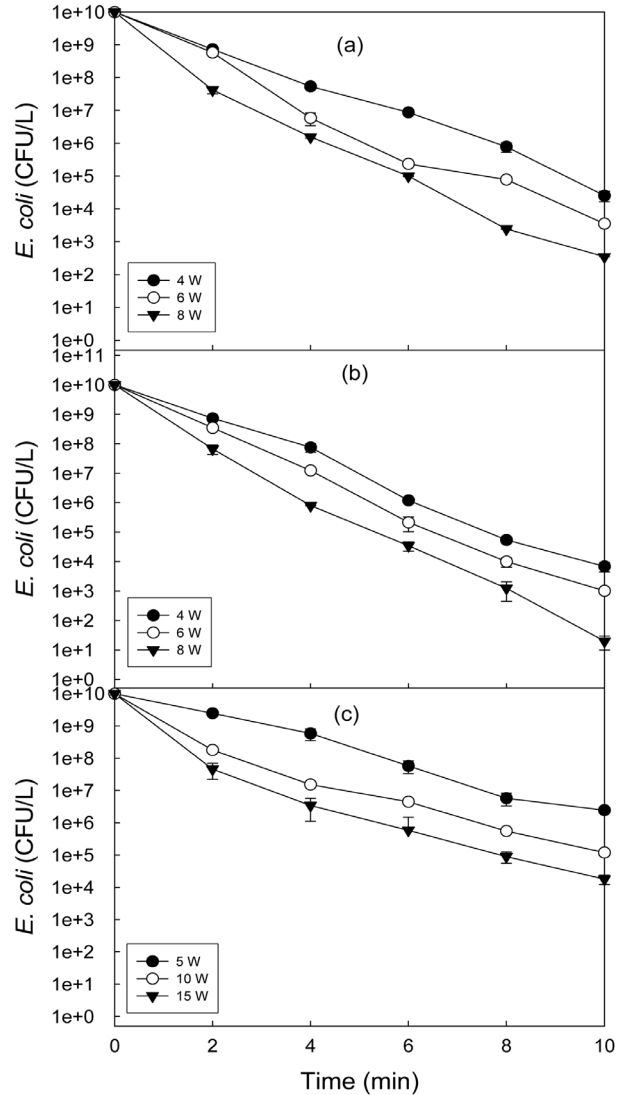 1e+10
1e+9
1e+8
1e+7
1e+6
1e+5
1e+4
1e+3
1e+2
1e+1
1e+0
E. coli (CFU/L)
(a)
4 W
6 W
8 W
1e+11
1e+10
1e+9
1e+8
1e+7
1e+6
1e+5
1e+4
1e+3
1e+2
1e+1
1e+0
E. coli (CFU/L)
(b)
4 W
6 W
8 W
1e+10
1e+9
1e+8
1e+7
1e+6
1e+5
1e+4
1e+3
1e+2
1e+1
1e+0
E. coli (CFU/L)
(c)
5 W
10 W
15 W
0 2 4 6 8 10
Time (min)